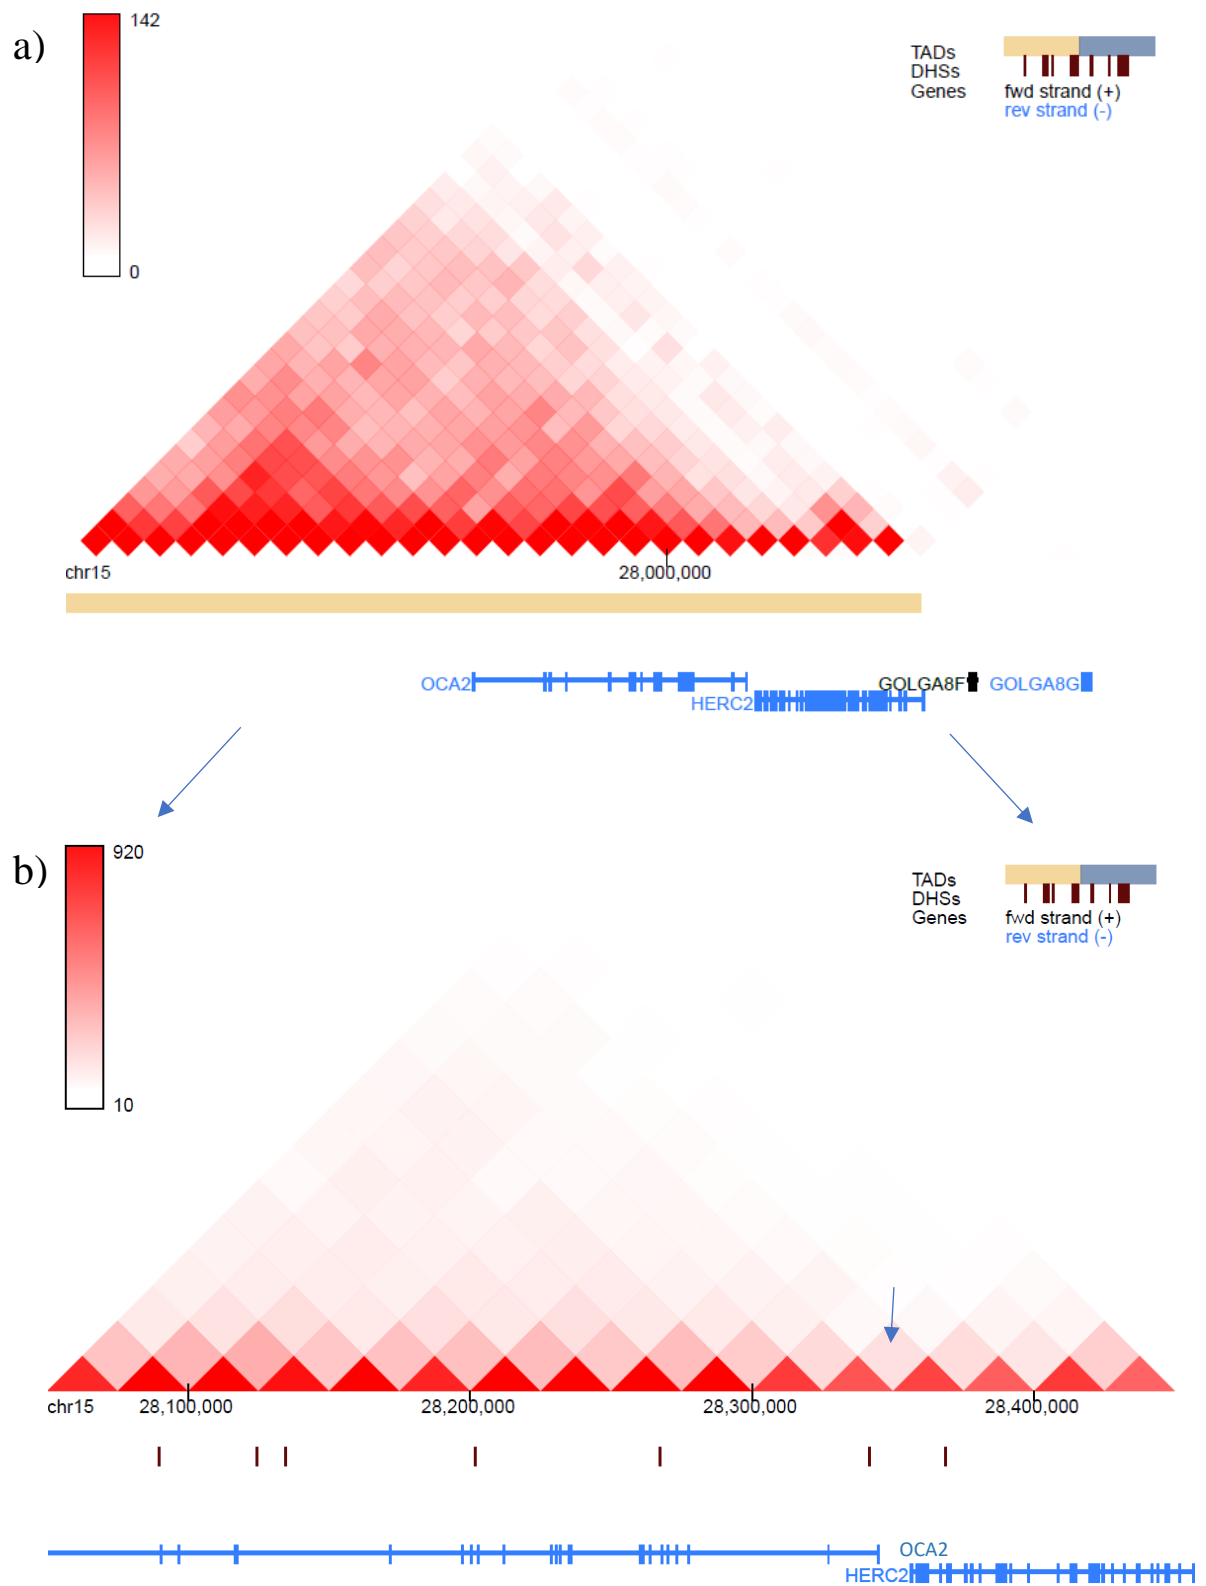 a)
142
0
TADs
DHSs
Genes fwd strand (+)
rev strand (-)
chr15 28,000,000
OCA2 GOLGA8F GOLGA8G
HERC2
b)
920
10
TADs
DHSs
Genes fwd strand (+)
rev strand (-)
chr15 28,100,000 28,200,000 28,300,000 28,400,000
OCA2
HERC2